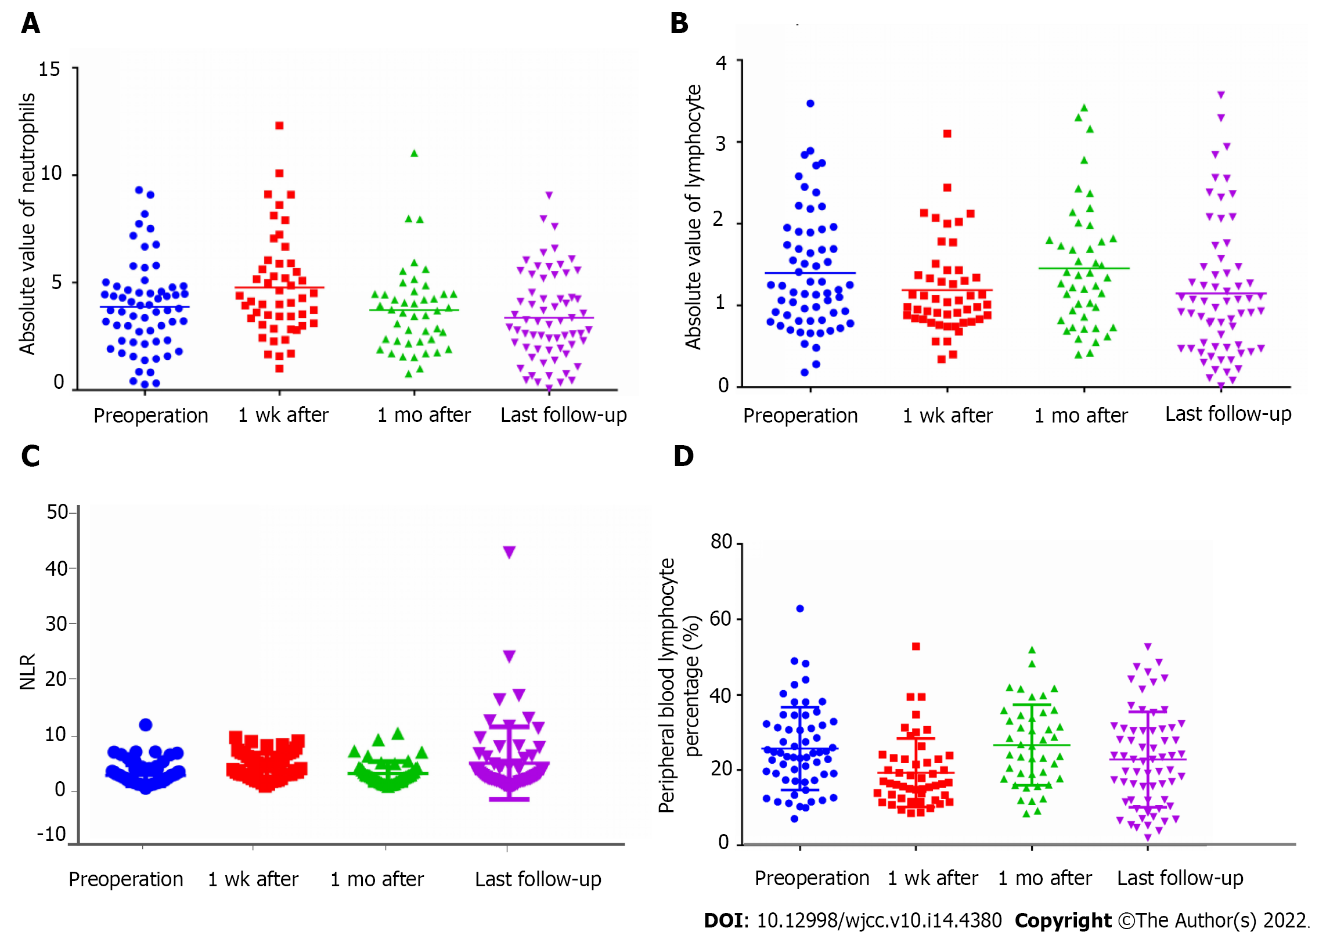 A
Absolute value of neutrophils
15
10
5
0
Preoperation 1 wk after 1 mo after Last follow-up
B
Absolute value of lymphocyte
4
3
2
1
0
Preoperation 1 wk after 1 mo after Last follow-up
C
NLR
50
40
30
20
10
0
-10
Preoperation 1 wk after 1 mo after Last follow-up
D
Peripheral blood lymphocyte
percentage (%)
80
60
40
20
0
Preoperation 1 wk after 1 mo after Last follow-up
DOI: 10.12998/wjcc.v10.i14.4380 Copyright ©The Author(s) 2022.